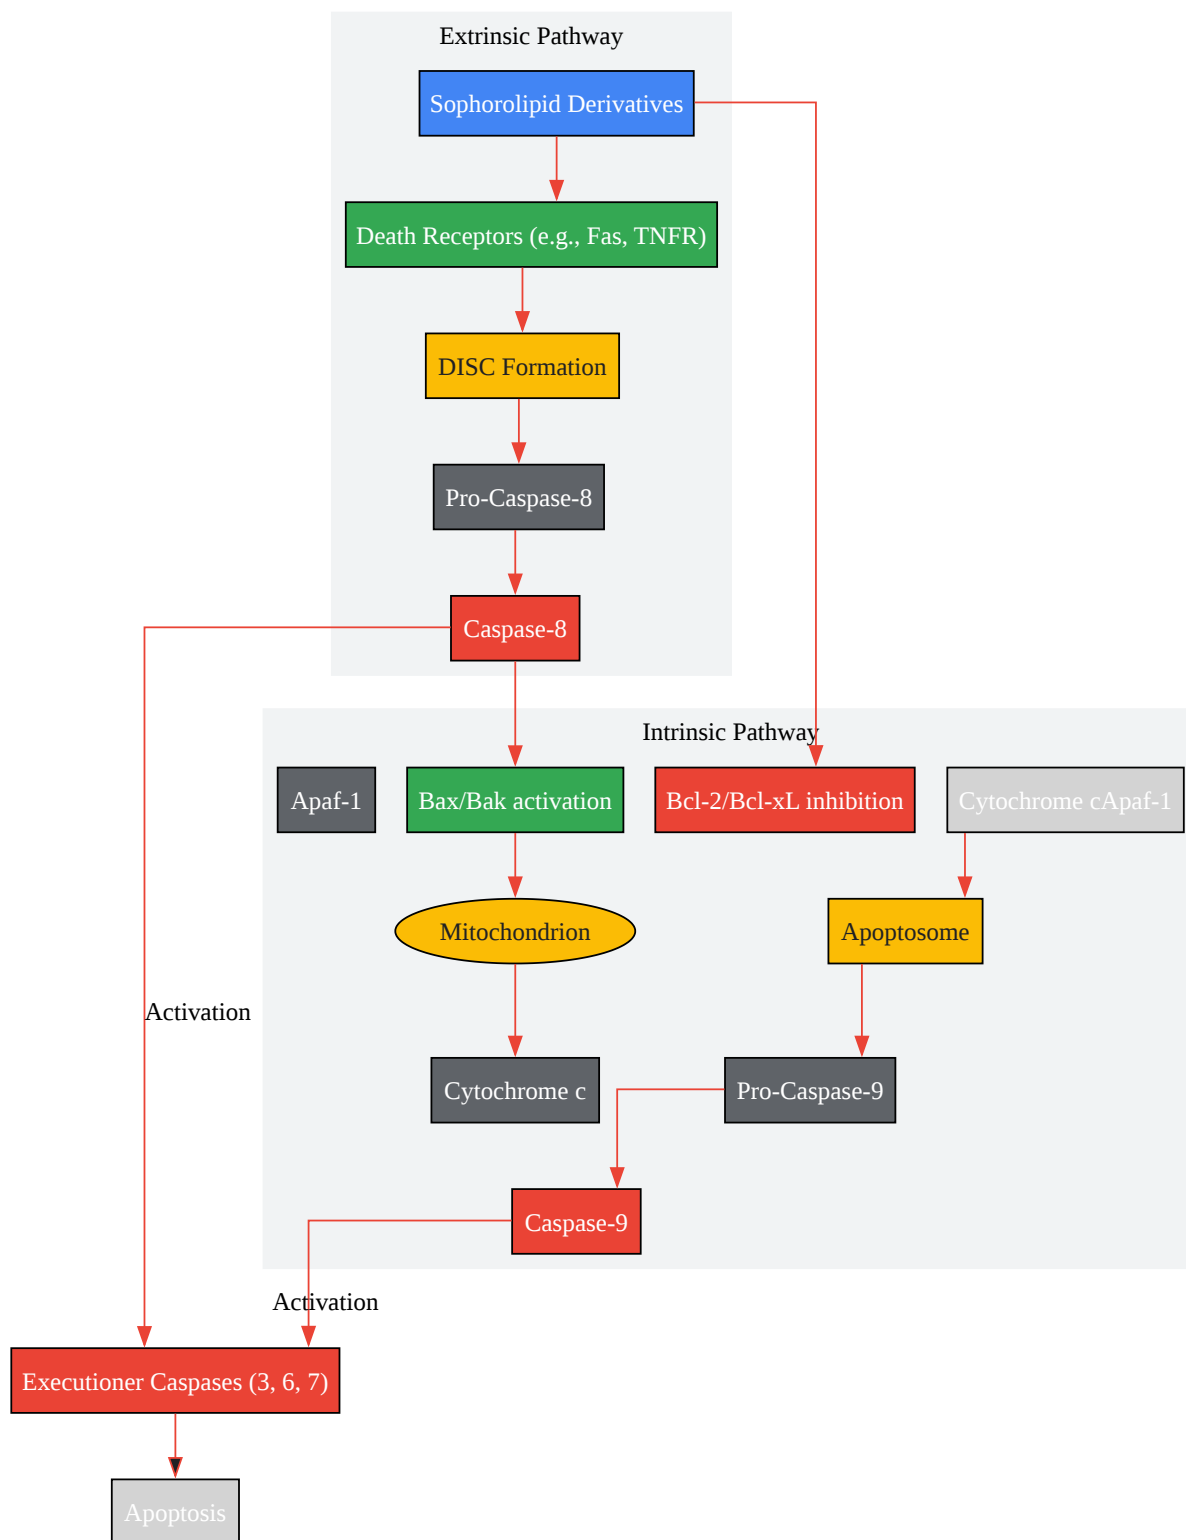 Extrinsic Pathway
Sophorolipid Derivatives
Death Receptors (e.g., Fas, TNFR)
DISC Formation
Pro-Caspase-8
Caspase-8
Intrinsic Pathway
Apaf-1
Bax/Bak activation
Bcl-2/Bcl-xL inhibition
Cytochrome cApaf-1
Mitochondrion
Apoptosome
Activation
Cytochrome c
Pro-Caspase-9
Caspase-9
Activation
Executioner Caspases (3, 6, 7)
Apoptosis